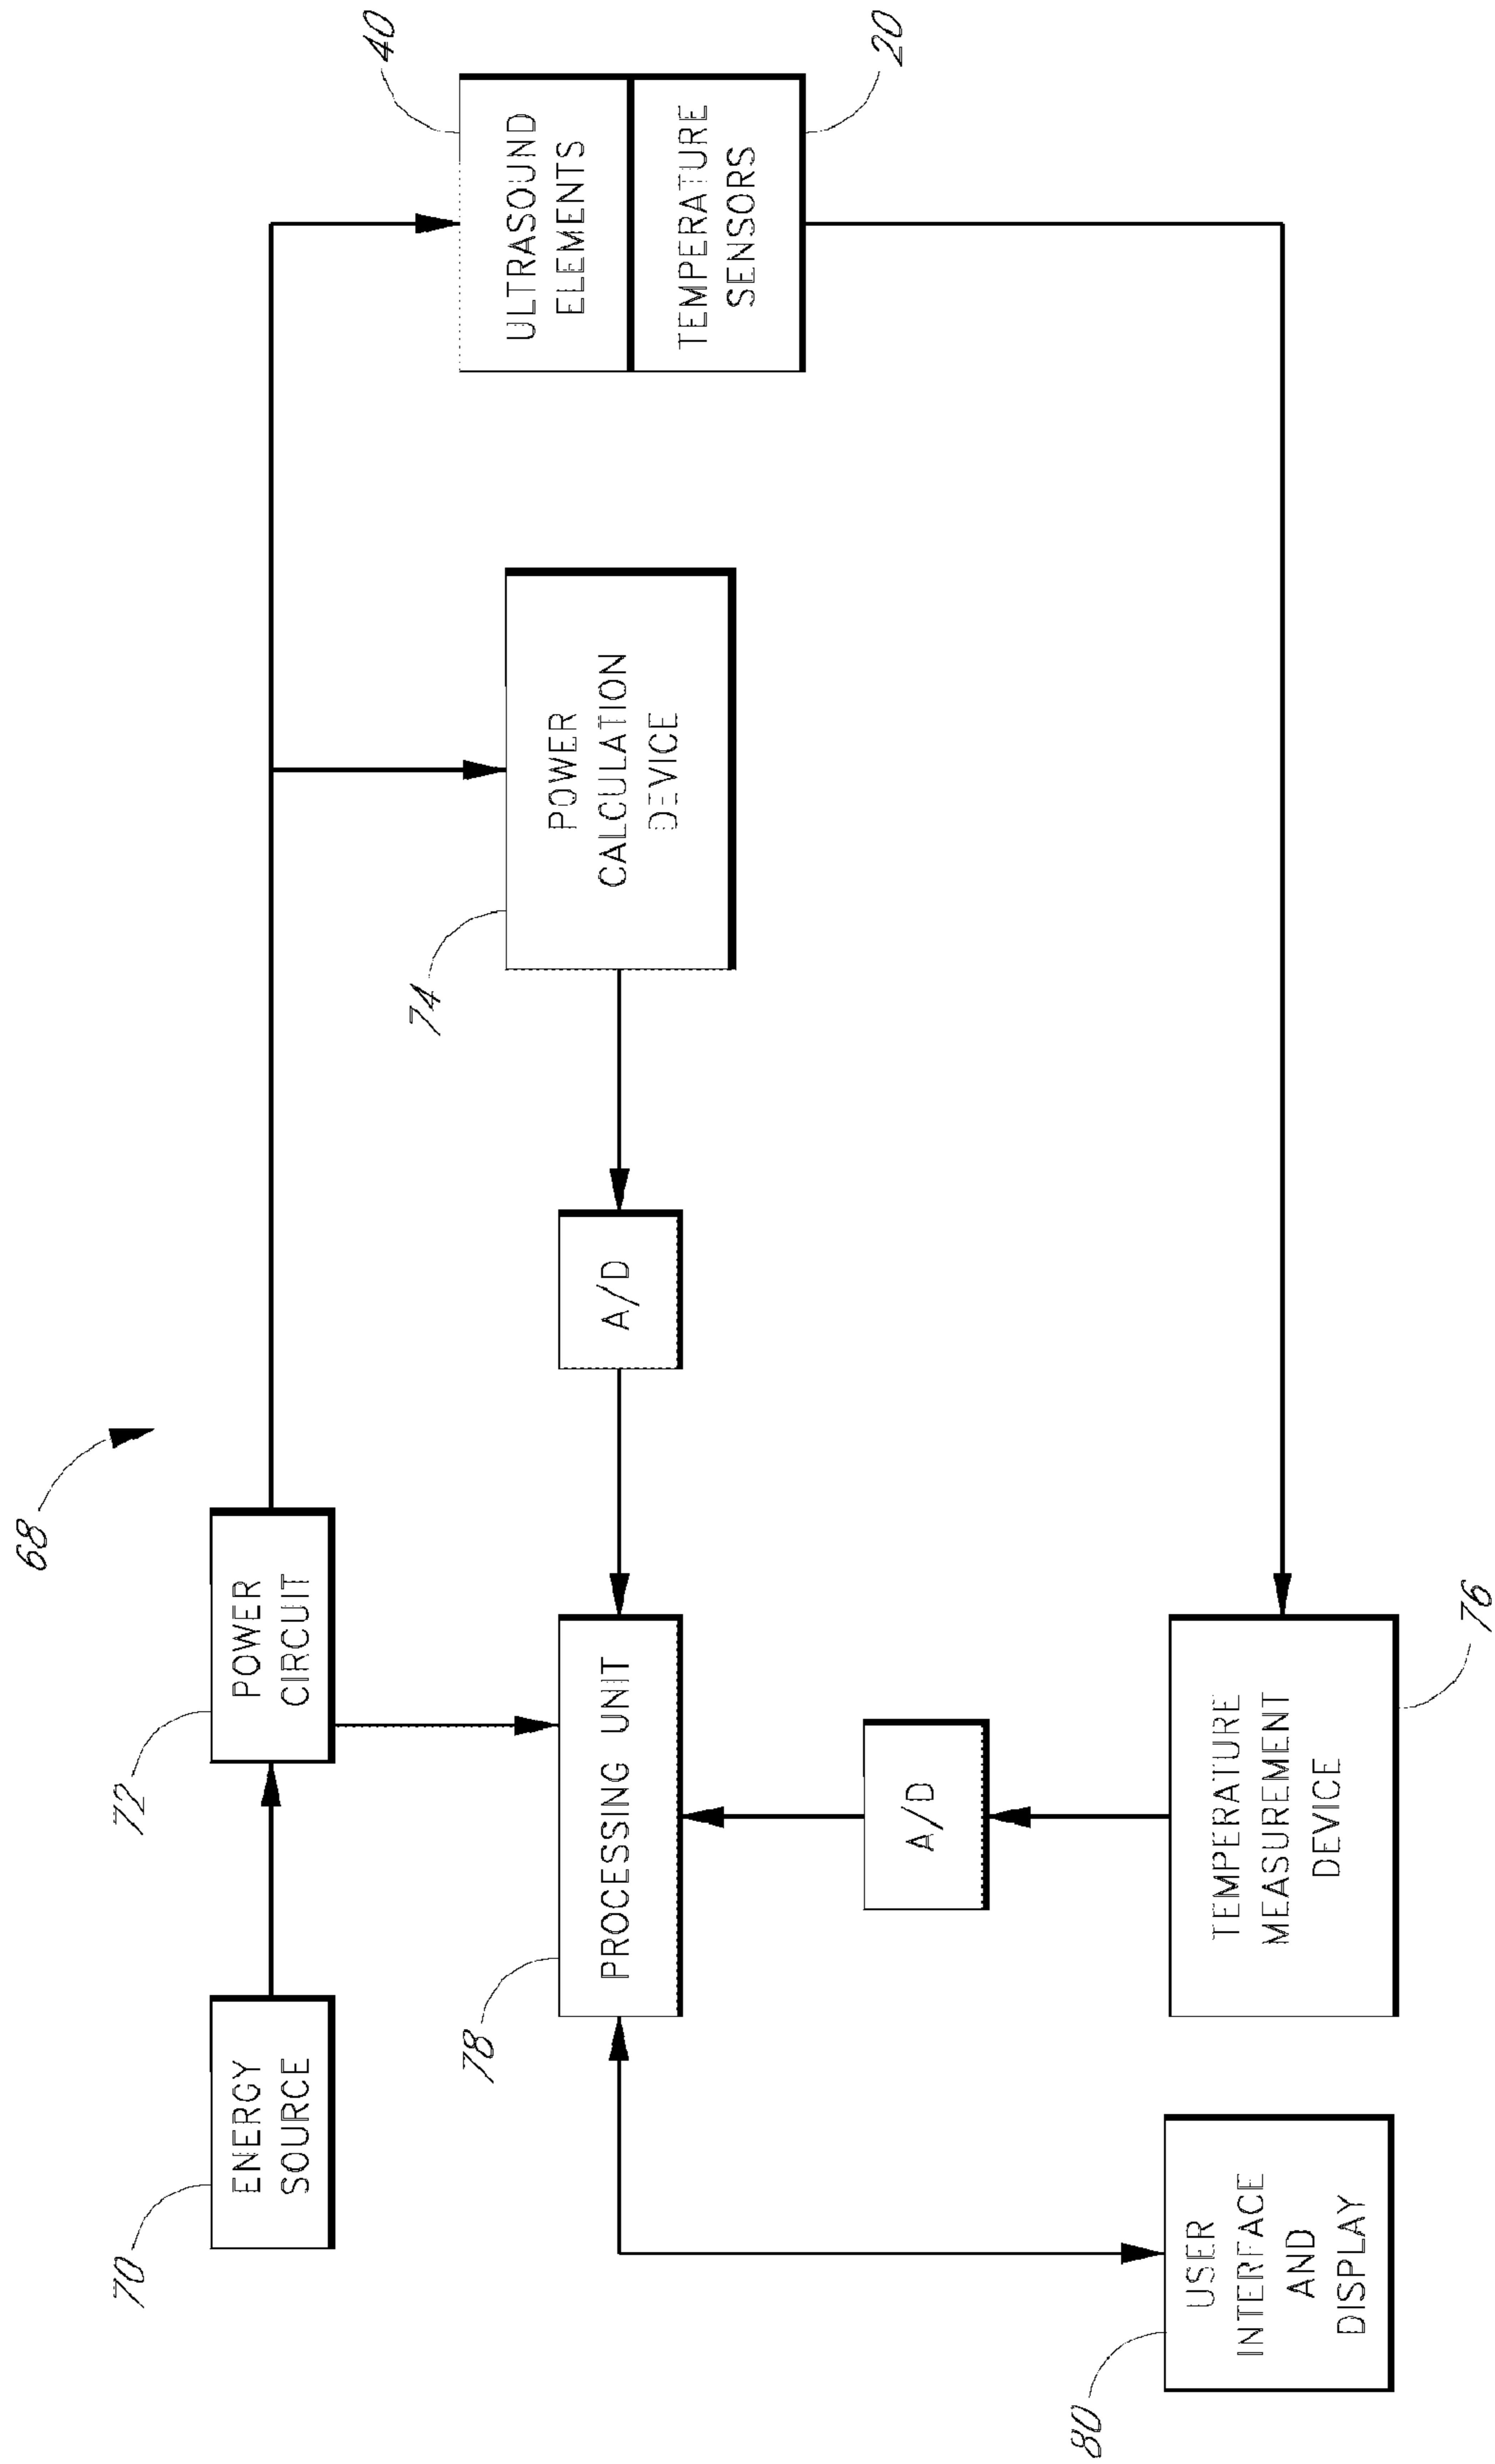 68
70
ENERGY
SOURCE
72
POWER
CIRCUIT
40
ULTRASOUND
ELEMENTS
TEMPERATURE
SENSORS
20
74
POWER
CALCULATION
DEVICE
A/D
78
PROCESSING UNIT
A/D
80
USER
INTERFACE
AND
DISPLAY
TEMPERATURE
MEASUREMENT
DEVICE
76